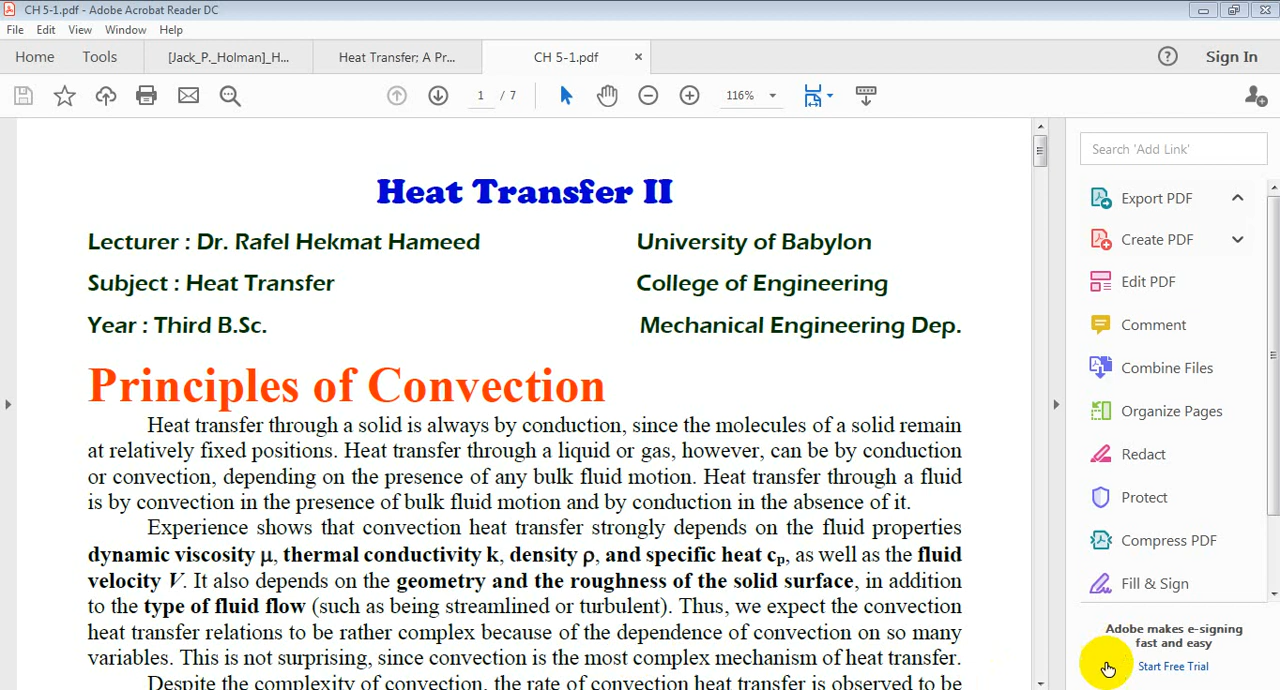 CH 5-1.pdf - Adobe Acrobat Reader DC
File Edit View Window Help
Home Tools [Jack_P._Holman]_H... Heat Transfer; A Pr... CH 5-1.pdf × ? Sign In
1 / 7 116%
Search 'Add Link'
Heat Transfer II
Lecturer : Dr. Rafel Hekmat Hameed University of Babylon
Subject : Heat Transfer College of Engineering
Year : Third B.Sc. Mechanical Engineering Dep.
Principles of Convection
Heat transfer through a solid is always by conduction, since the molecules of a solid remain
at relatively fixed positions. Heat transfer through a liquid or gas, however, can be by conduction
or convection, depending on the presence of any bulk fluid motion. Heat transfer through a fluid
is by convection in the presence of bulk fluid motion and by conduction in the absence of it.
Experience shows that convection heat transfer strongly depends on the fluid properties
dynamic viscosity μ, thermal conductivity k, density ρ, and specific heat cp, as well as the fluid
velocity V. It also depends on the geometry and the roughness of the solid surface, in addition
to the type of fluid flow (such as being streamlined or turbulent). Thus, we expect the convection
heat transfer relations to be rather complex because of the dependence of convection on so many
variables. This is not surprising, since convection is the most complex mechanism of heat transfer.
Despite the complexity of convection, the rate of convection heat transfer is observed to be
Export PDF
Create PDF
Edit PDF
Comment
Combine Files
Organize Pages
Redact
Protect
Compress PDF
Fill & Sign
Adobe makes e-signing
fast and easy
Start Free Trial